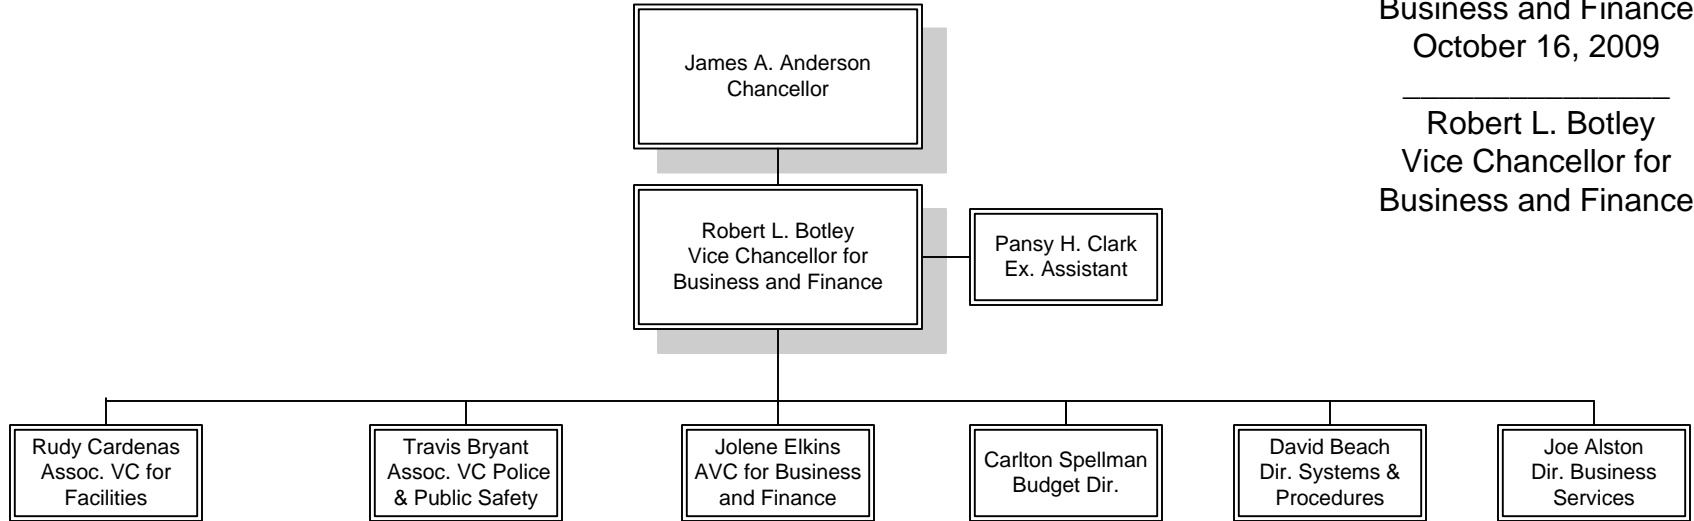 Business and Finance
October 16, 2009
Robert L. Botley
Vice Chancellor for
Business and Finance
James A. Anderson
Chancellor
Robert L. Botley
Vice Chancellor for
Business and Finance
Pansy H. Clark
Ex. Assistant
Rudy Cardenas
Assoc. VC for
Facilities
Travis Bryant
Assoc. VC Police
& Public Safety
Jolene Elkins
AVC for Business
and Finance
Carlton Spellman
Budget Dir.
David Beach
Dir. Systems &
Procedures
Joe Alston
Dir. Business
Services